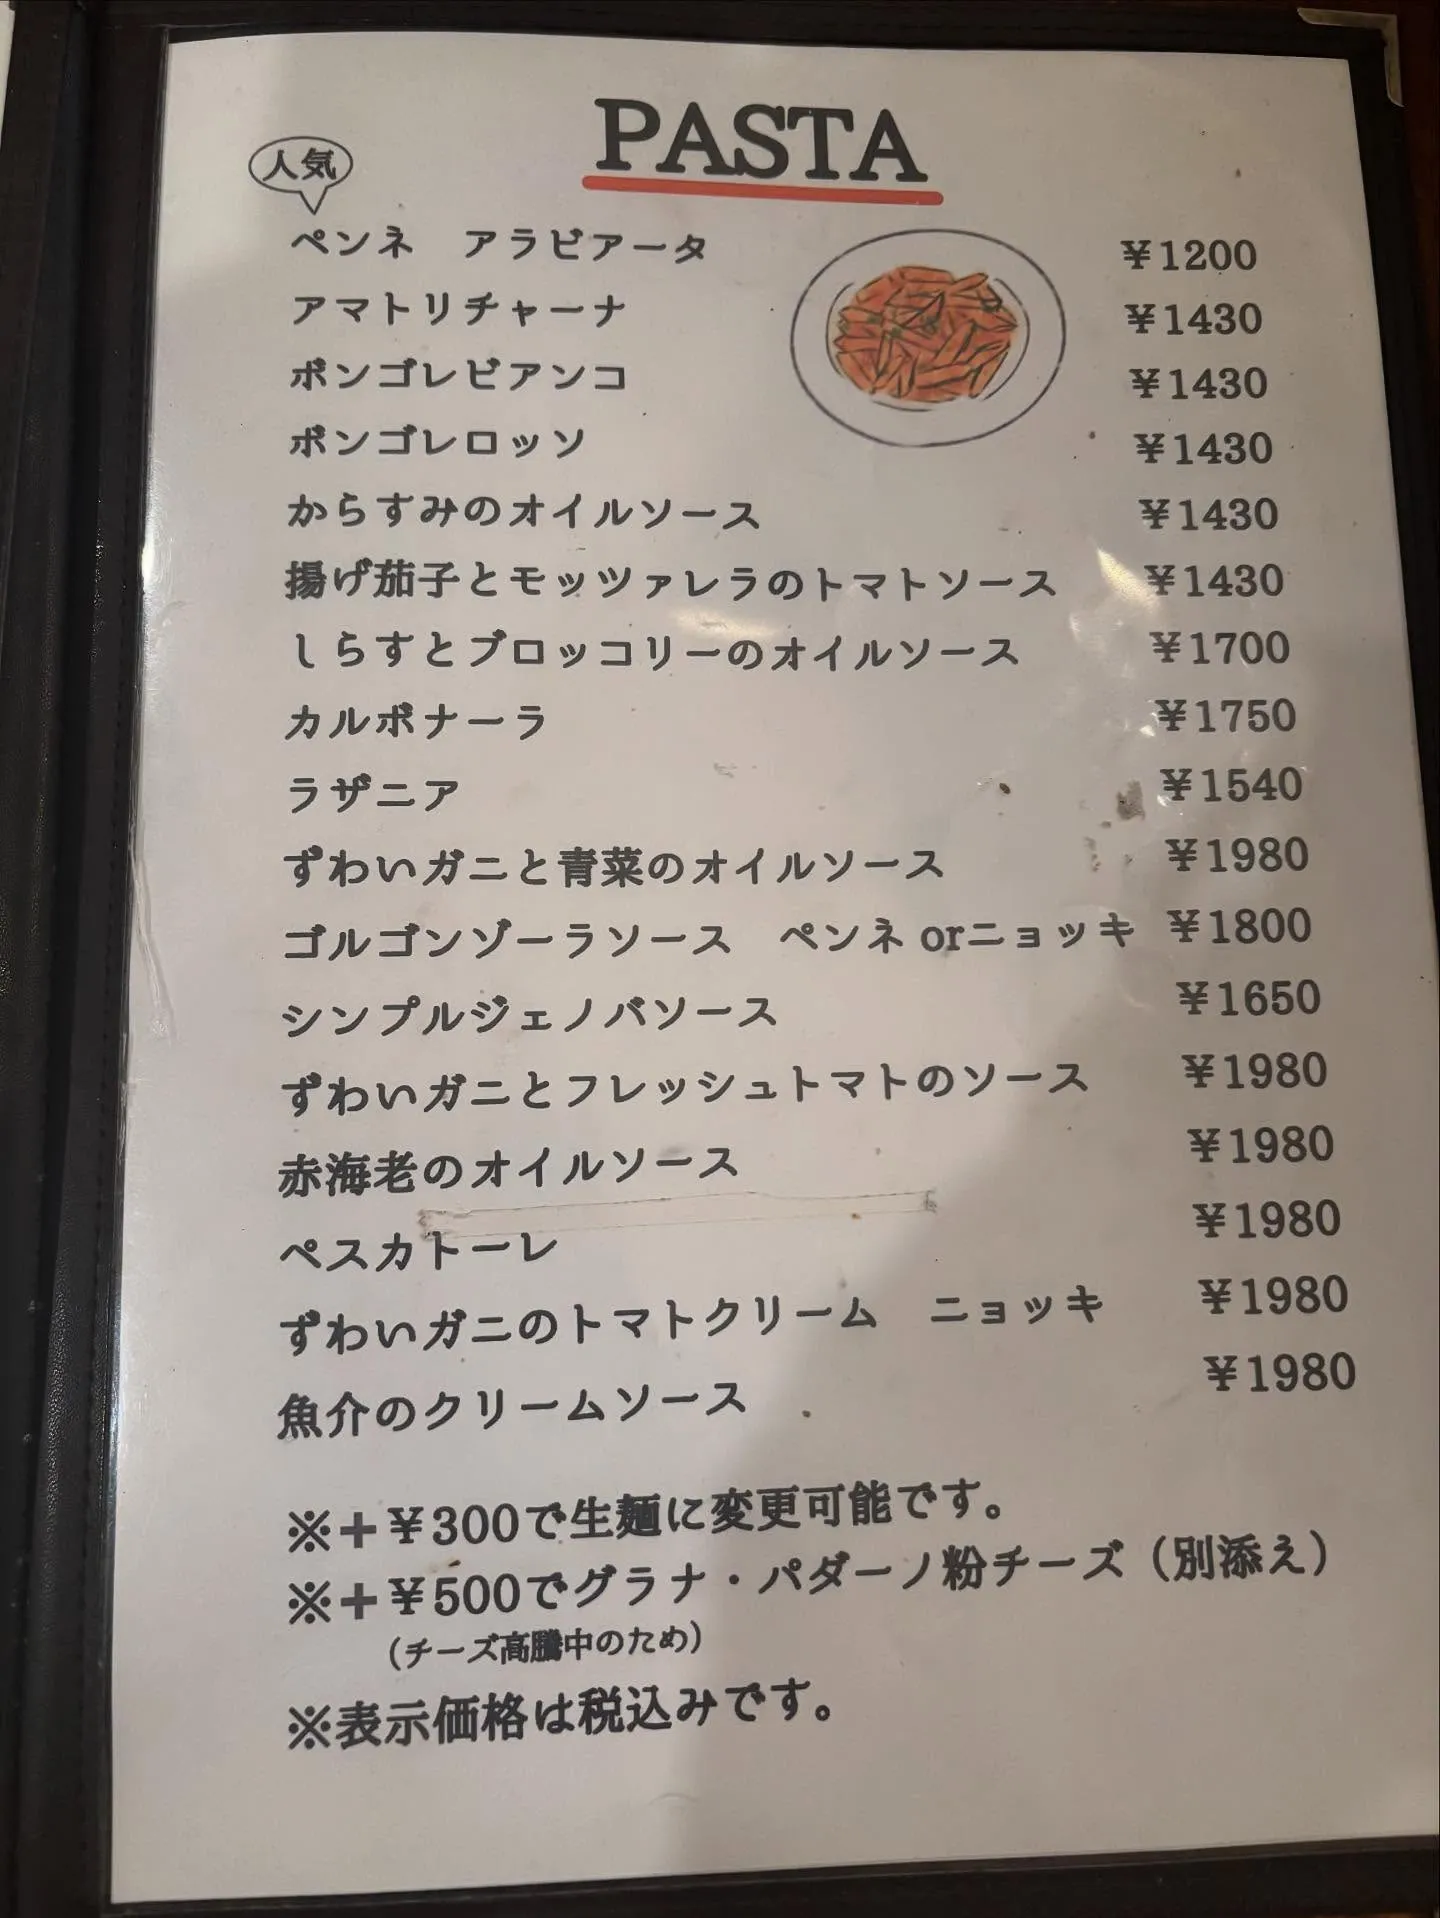 PASTA
人気
ペンネ　アラビアータ ¥1200
アマトリチャーナ ¥1430
ボンゴレビアンコ ¥1430
ボンゴレロッソ ¥1430
からすみのオイルソース ¥1430
揚げ茄子とモッツァレラのトマトソース ¥1430
しらすとブロッコリーのオイルソース ¥1700
カルボナーラ ¥1750
ラザニア ¥1540
ずわいガニと青菜のオイルソース ¥1980
ゴルゴンゾーラソース　ペンネ orニョッキ ¥1800
シンプルジェノバソース ¥1650
ずわいガニとフレッシュトマトのソース ¥1980
赤海老のオイルソース ¥1980
ペスカトーレ ¥1980
ずわいガニのトマトクリーム　ニョッキ ¥1980
魚介のクリームソース ¥1980
※＋¥300で生麺に変更可能です。
※＋¥500でグラナ・パダーノ粉チーズ（別添え）
（チーズ高騰中のため）
※表示価格は税込みです。